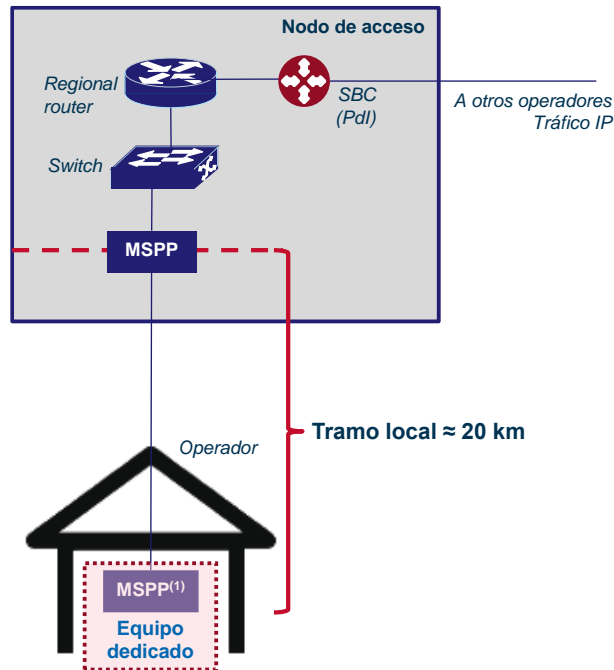 Nodo de acceso
Regional
router
SBC
(PdI)
A otros operadores
Tráfico IP
Switch
MSPP
Tramo local ≈ 20 km
Operador
MSPP(1)
Equipo
dedicado